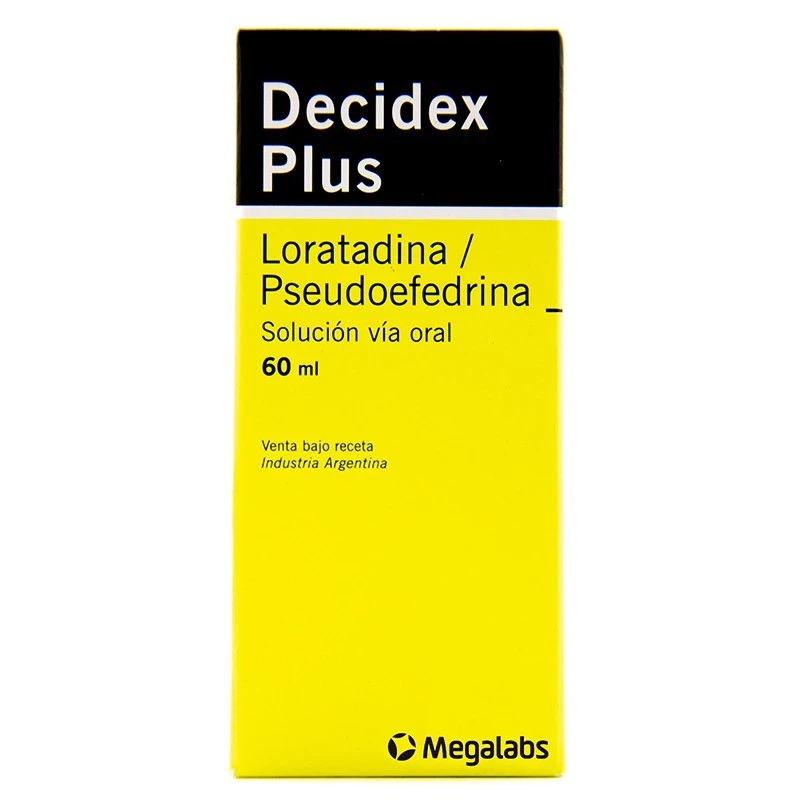 Decidex
Plus
Loratadina /
Pseudoefedrina
Solución vía oral
60 ml
Venta bajo receta
Industria Argentina
Megalabs